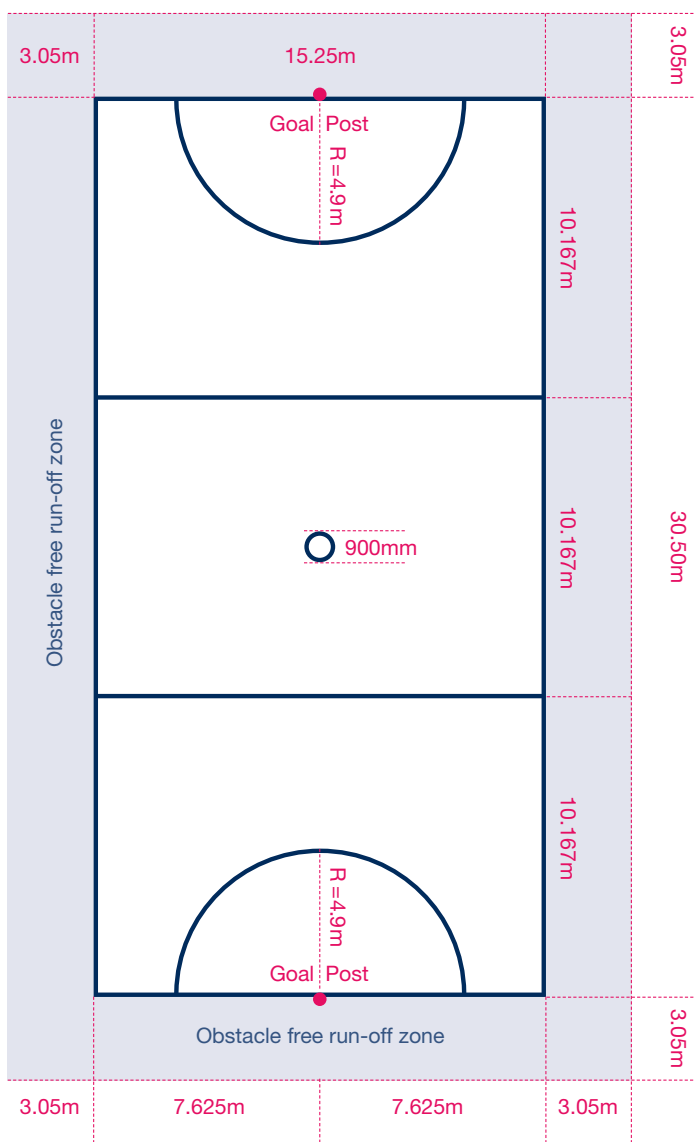 3.05m
15.25m
3.05m
Goal Post
R=4.9m
10.167m
Obstacle free run-off zone
900mm
10.167m
30.50m
10.167m
R=4.9m
Goal Post
Obstacle free run-off zone
3.05m
3.05m
7.625m
7.625m
3.05m